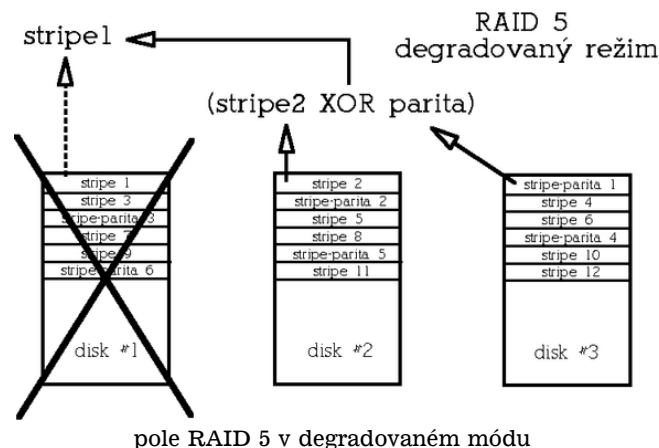 RAID 5
degradovaný režim
stripe1
(stripe2 XOR parita)
stripe 1
stripe 3
stripe-parita 3
stripe 7
stripe 9
stripe-parita 6
disk #1
stripe 2
stripe-parita 2
stripe 5
stripe 8
stripe-parita 5
stripe 11
disk #2
stripe-parita 1
stripe 4
stripe 6
stripe-parita 4
stripe 10
stripe 12
disk #3
pole RAID 5 v degradovaném módu